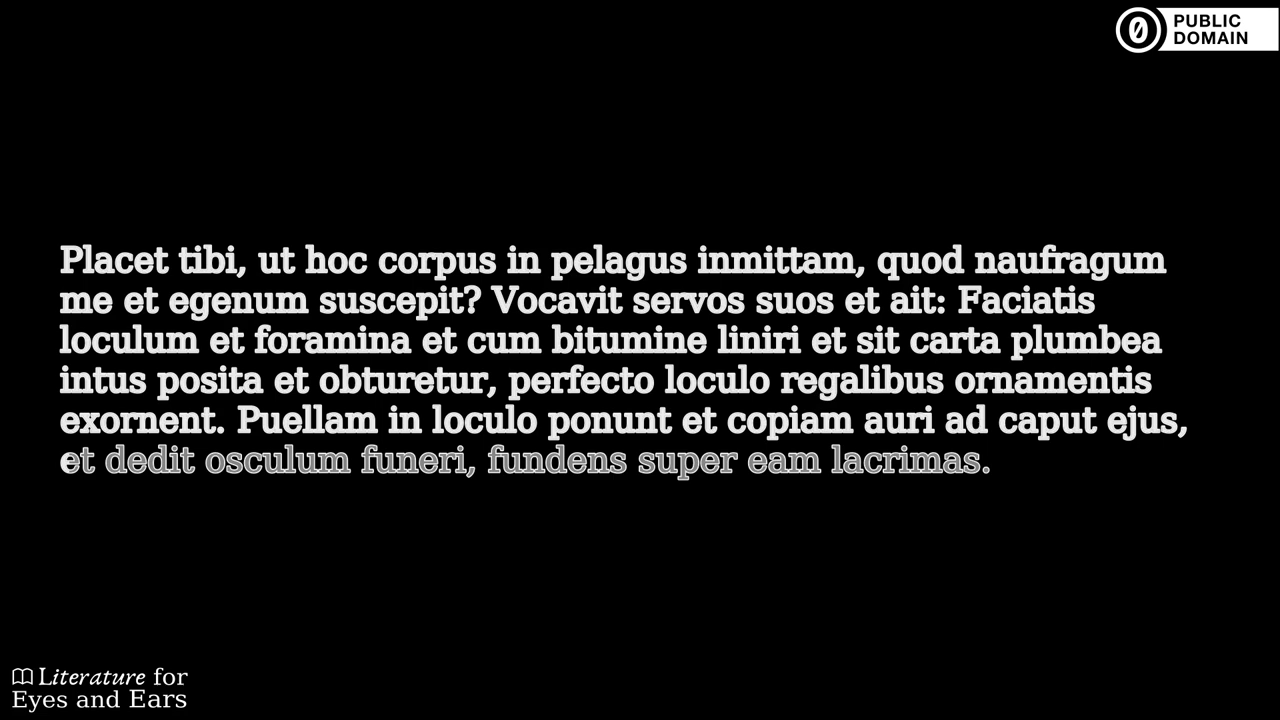 PUBLIC
DOMAIN
Placet tibi, ut hoc corpus in pelagus inmittam, quod naufragum
me et egenum suscepit? Vocavit servos suos et ait: Faciatis
loculum et foramina et cum bitumine liniri et sit carta plumbea
intus posita et obturetur, perfecto loculo regalibus ornamentis
exornent. Puellam in loculo ponunt et copiam auri ad caput ejus,
et dedit osculum funeri, fundens super eam lacrimas.
Literature for
Eyes and Ears